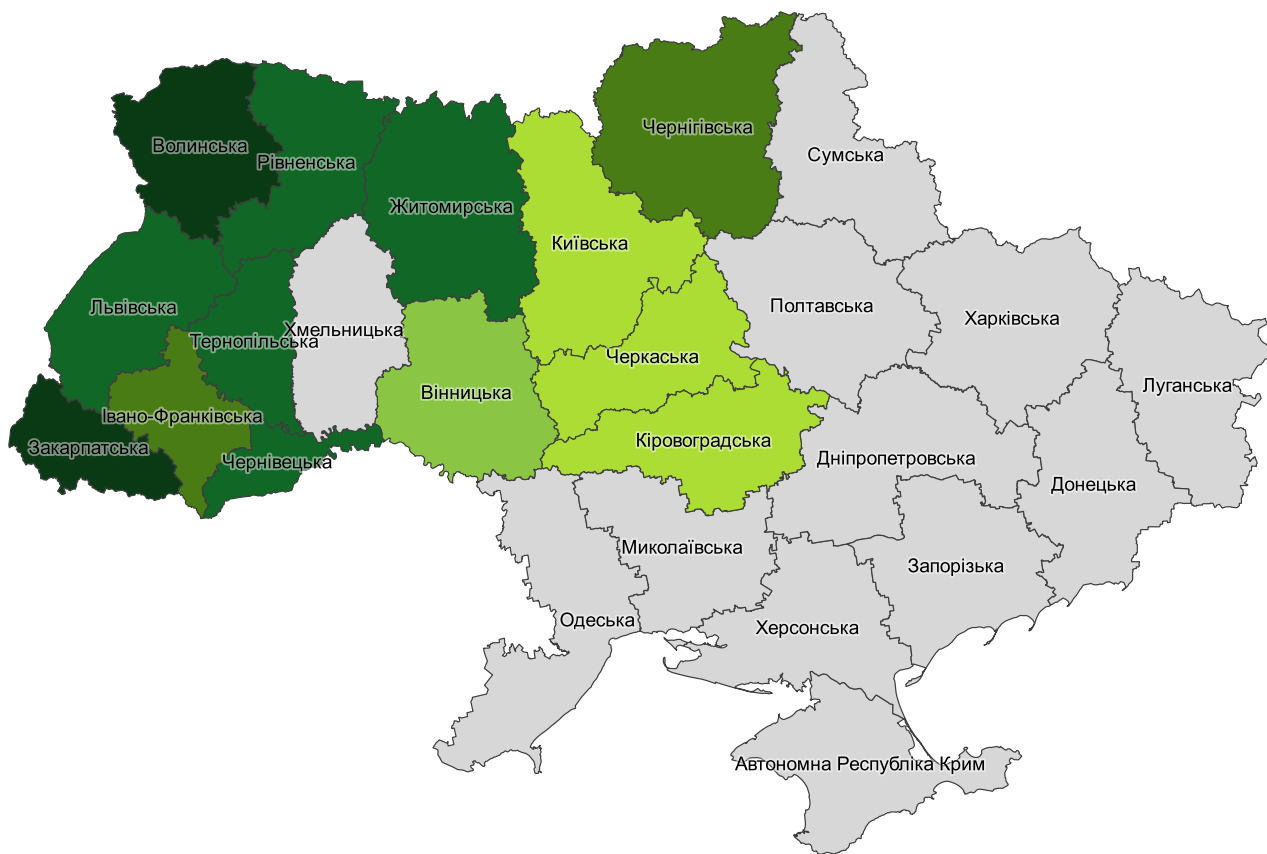 Чернігівська
Волинська
Сумська
Рівненська
Житомирська
Київська
Львівська
Полтавська
Харківська
Хмельницька
Тернопільська
Черкаська
Луганська
Вінницька
Івано-Франківська
Кіровоградська
Закарпатська
Чернівецька
Дніпропетровська
Донецька
Миколаївська
Запорізька
Одеська
Херсонська
Автономна Республіка Крим